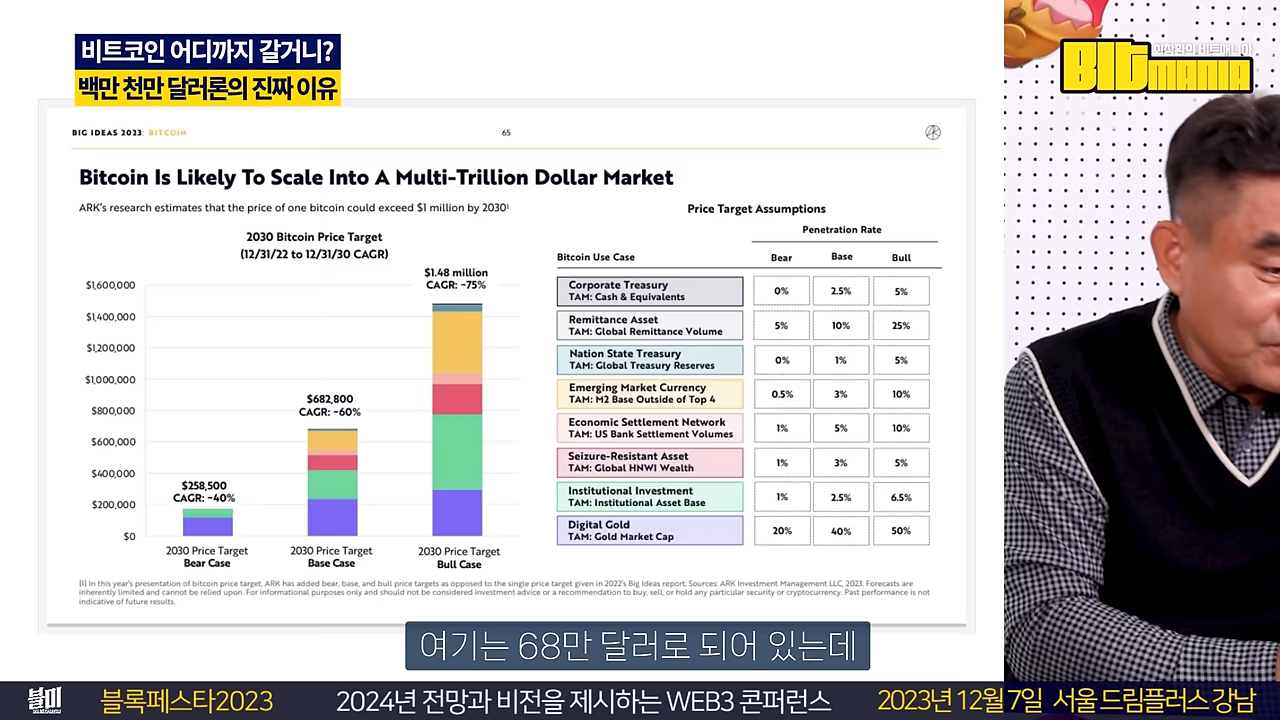 비트코인 어디까지 갈거니?
백만 천만 달러론의 진짜 이유
BIT MANIA
BIG IDEAS 2023: BITCOIN
65
Bitcoin Is Likely To Scale Into A Multi-Trillion Dollar Market
ARK's research estimates that the price of one bitcoin could exceed $1 million by 2030¹
2030 Bitcoin Price Target
(12/31/22 to 12/31/30 CAGR)
$1,600,000
$1,400,000
$1,200,000
$1,000,000
$800,000
$600,000
$400,000
$200,000
$0
$258,500
CAGR: ~40%
$682,800
CAGR: ~60%
$1.48 million
CAGR: ~75%
2030 Price Target
Bear Case
2030 Price Target
Base Case
2030 Price Target
Bull Case
Price Target Assumptions
Penetration Rate
Bitcoin Use Case Bear Base Bull
Corporate Treasury
TAM: Cash & Equivalents
0% 2.5% 5%
Remittance Asset
TAM: Global Remittance Volume
5% 10% 25%
Nation State Treasury
TAM: Global Treasury Reserves
0% 1% 5%
Emerging Market Currency
TAM: M2 Base Outside of Top 4
0.5% 3% 10%
Economic Settlement Network
TAM: US Bank Settlement Volumes
1% 5% 10%
Seizure-Resistant Asset
TAM: Global HNWI Wealth
1% 3% 5%
Institutional Investment
TAM: Institutional Asset Base
1% 2.5% 6.5%
Digital Gold
TAM: Gold Market Cap
20% 40% 50%
[1] In this year's presentation of bitcoin price target, ARK has added bear, base, and bull price targets as opposed to the single price target given in 2022's Big Ideas report. Sources: ARK Investment Management LLC, 2023. Forecasts are
inherently limited and cannot be relied upon. For informational purposes only and should not be considered investment advice or a recommendation to buy, sell, or hold any particular security or cryptocurrency. Past performance is not
indicative of future results.
여기는 68만 달러로 되어 있는데
블미
블록페스타2023
2024년 전망과 비전을 제시하는 WEB3 콘퍼런스
2023년 12월 7일 서울 드림플러스 강남